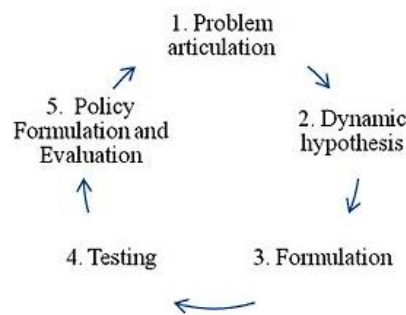 1. Problem
articulation
2. Dynamic
hypothesis
3. Formulation
4. Testing
5. Policy
Formulation and
Evaluation